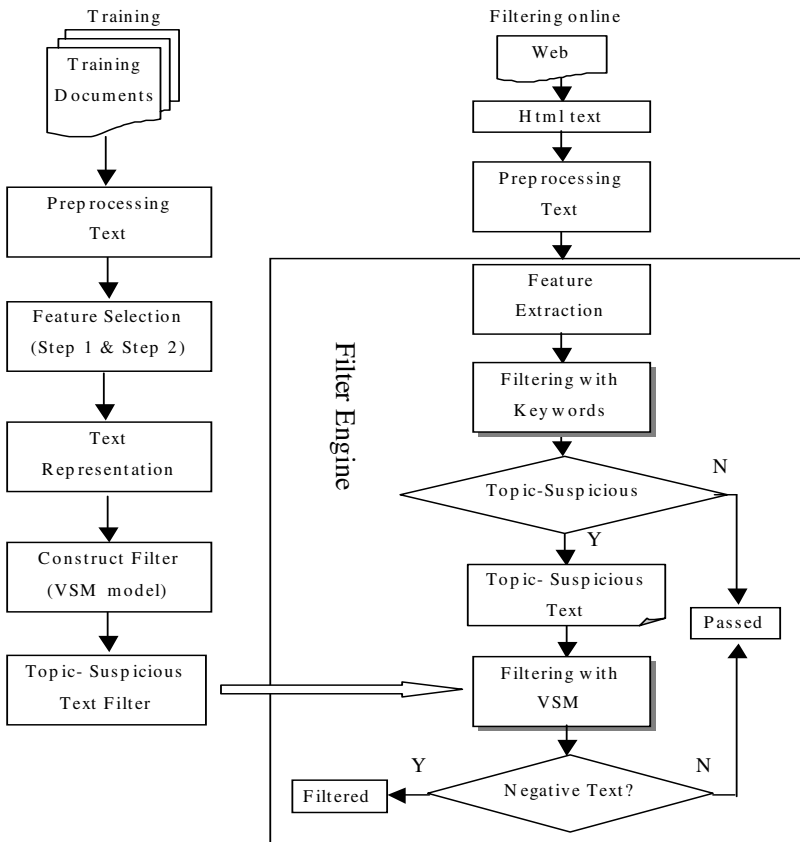 Training
Training
Documents
Preprocessing
Text
Feature Selection
(Step 1 & Step 2)
Text
Representation
Construct Filter
(VSM model)
Topic- Suspicious
Text Filter
Filtering online
Web
Html text
Preprocessing
Text
Filter Engine
Feature
Extraction
Filtering with
Keywords
Topic-Suspicious
N
Y
Topic- Suspicious
Text
Passed
Filtering with
VSM
Y
N
Negative Text?
Filtered